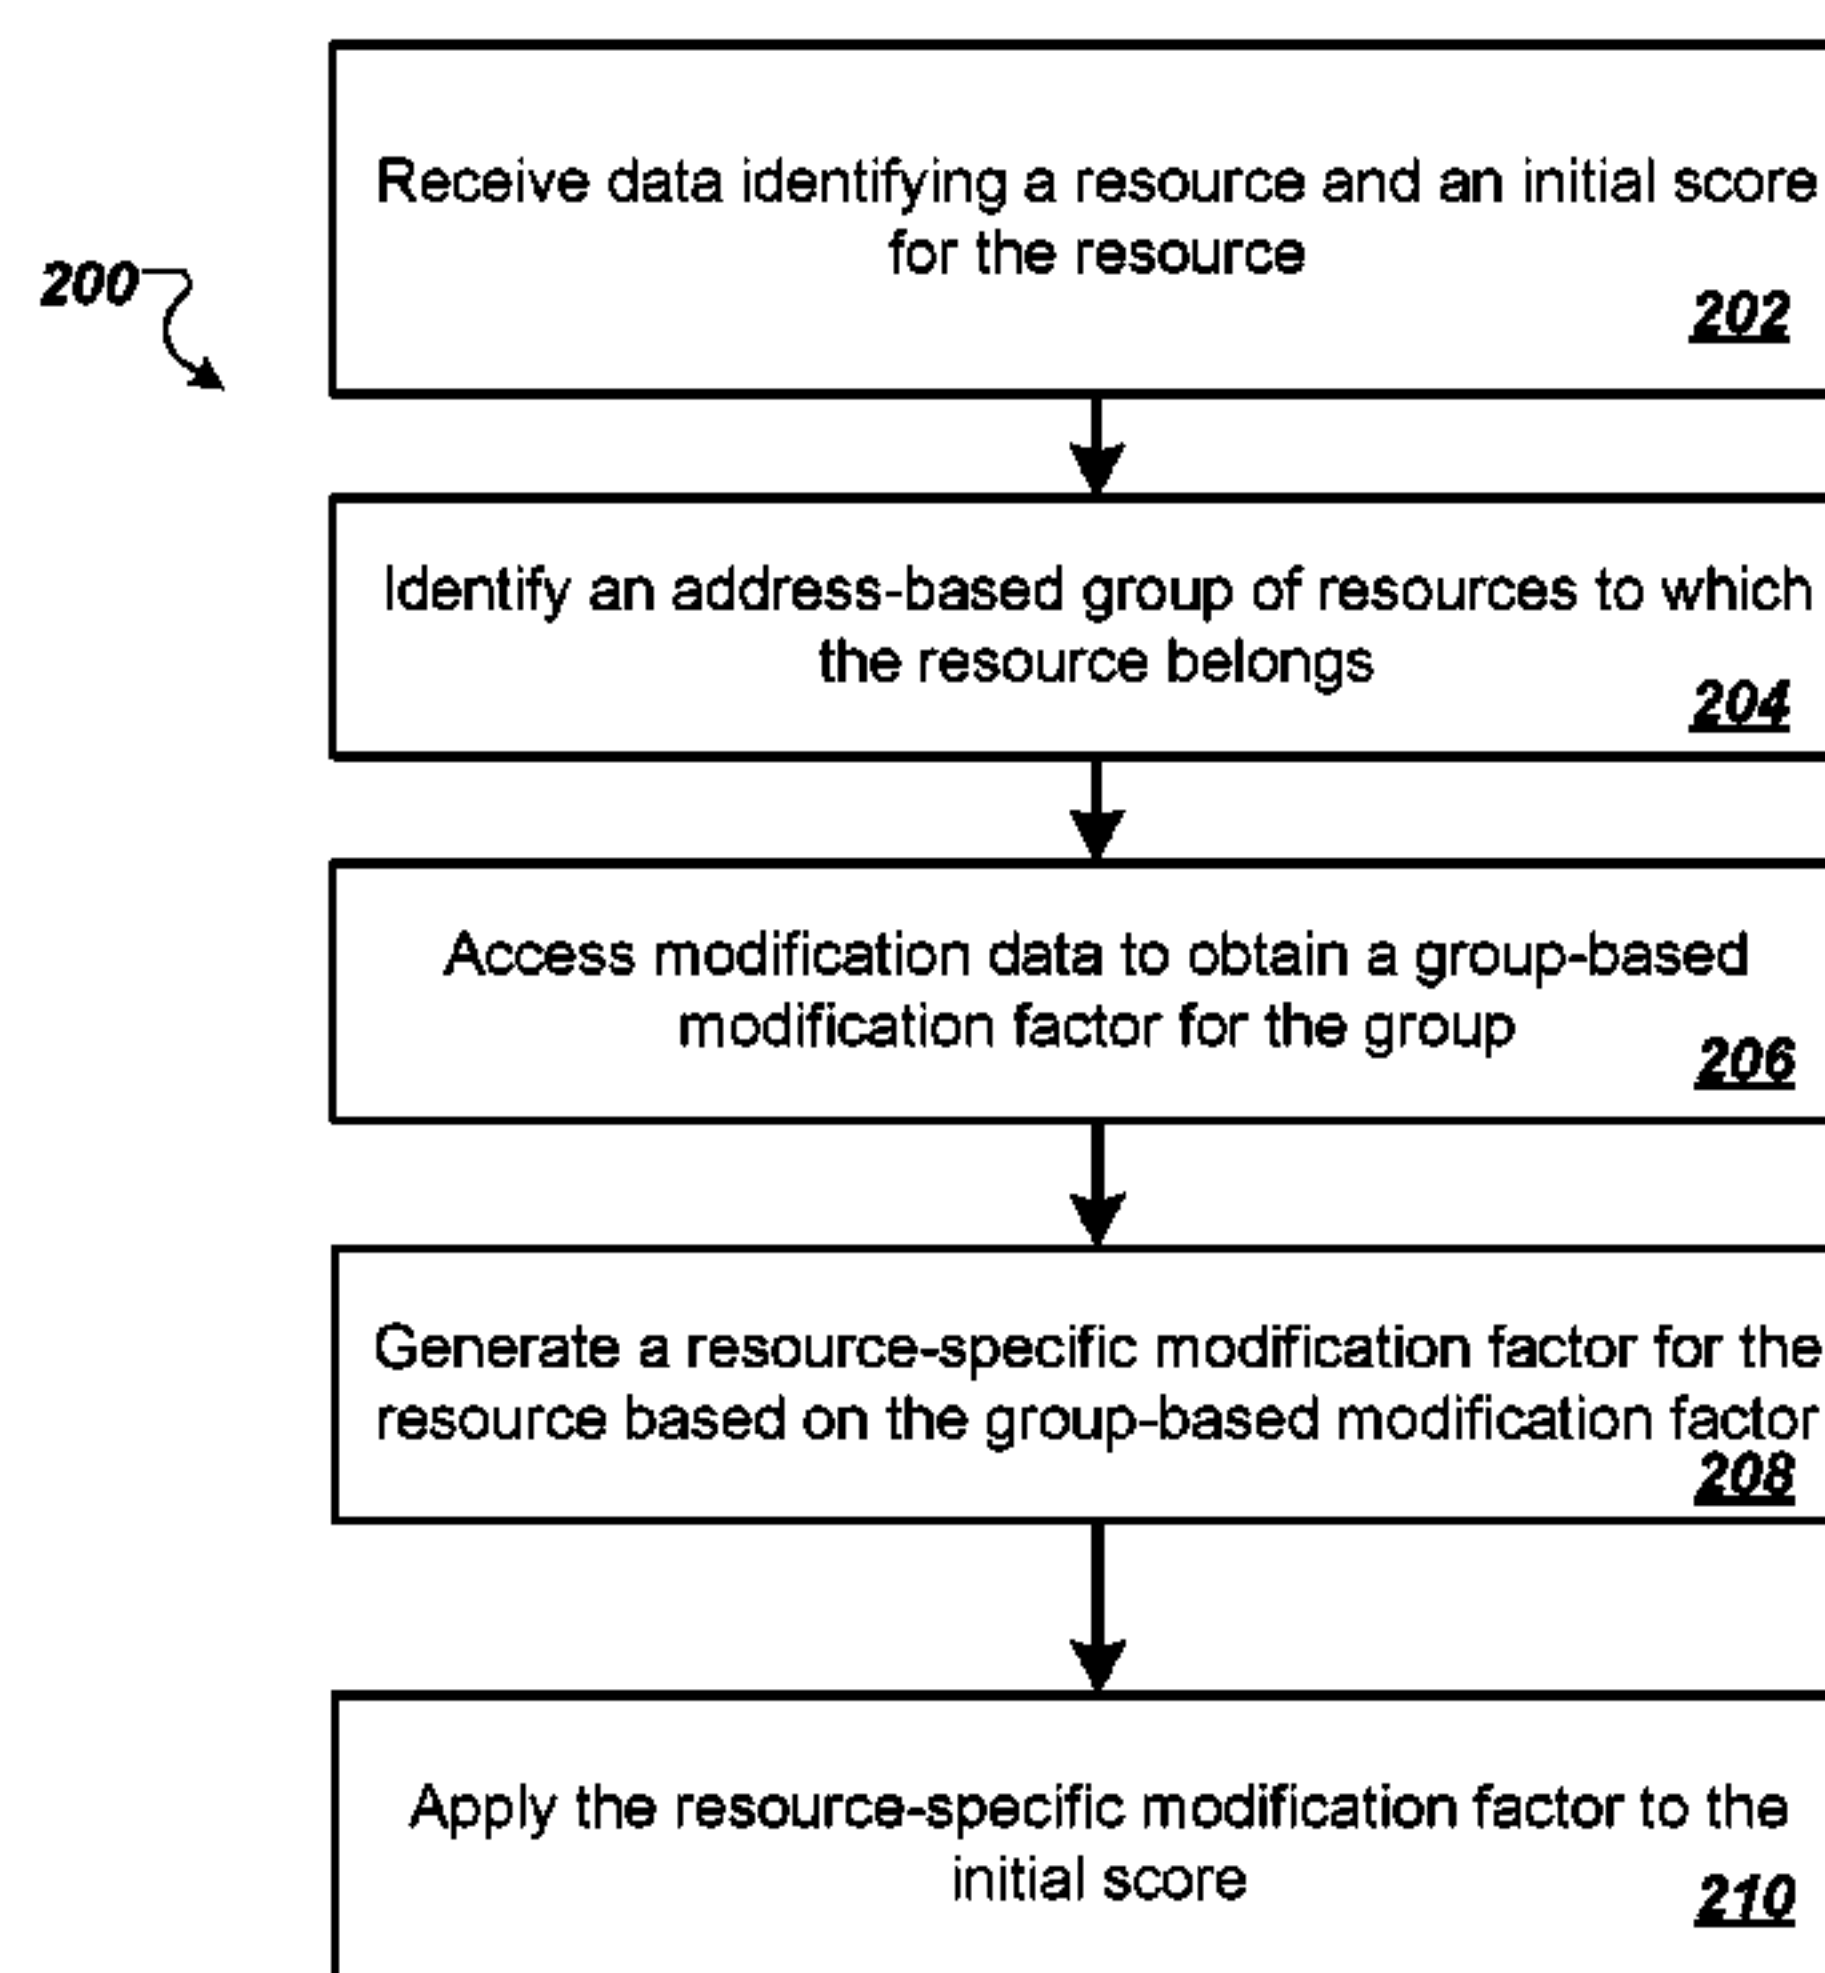 Receive data identifying a resource and an initial score
for the resource
202
200
Identify an address-based group of resources to which
the resource belongs
204
Access modification data to obtain a group-based
modification factor for the group
206
Generate a resource-specific modification factor for the
resource based on the group-based modification factor
208
Apply the resource-specific modification factor to the
initial score
210